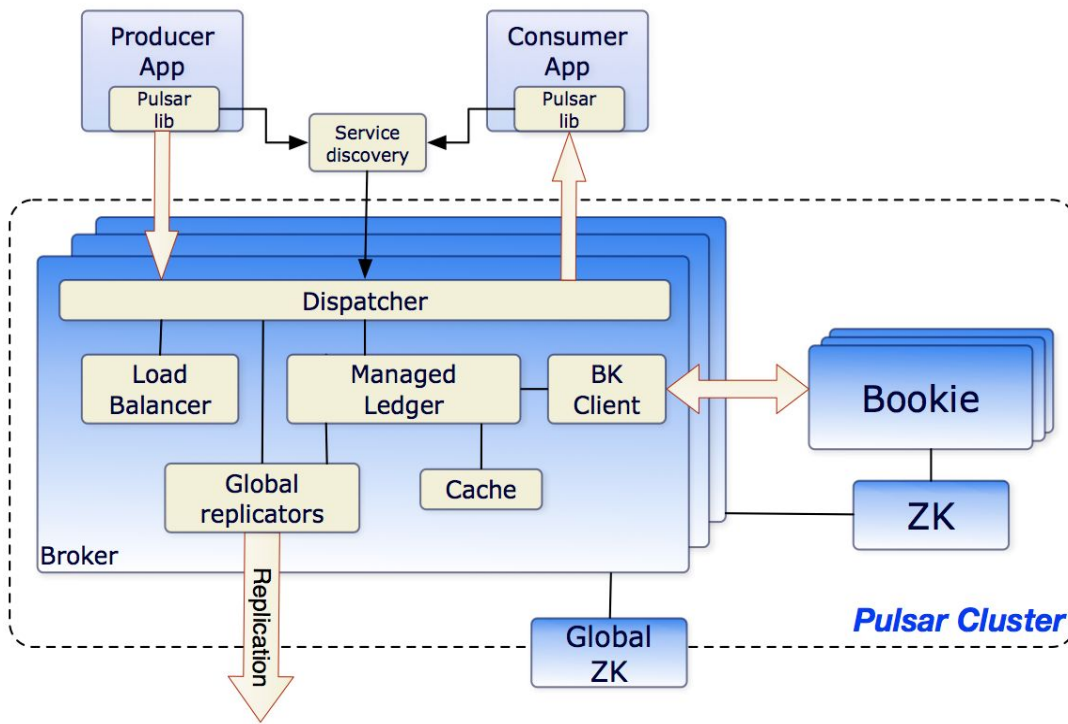 Producer
App
Pulsar
lib
Consumer
App
Pulsar
lib
Service
discovery
Dispatcher
Load
Balancer
Managed
Ledger
BK
Client
Bookie
Global
replicators
Cache
ZK
Broker
Replication
Global
ZK
Pulsar Cluster